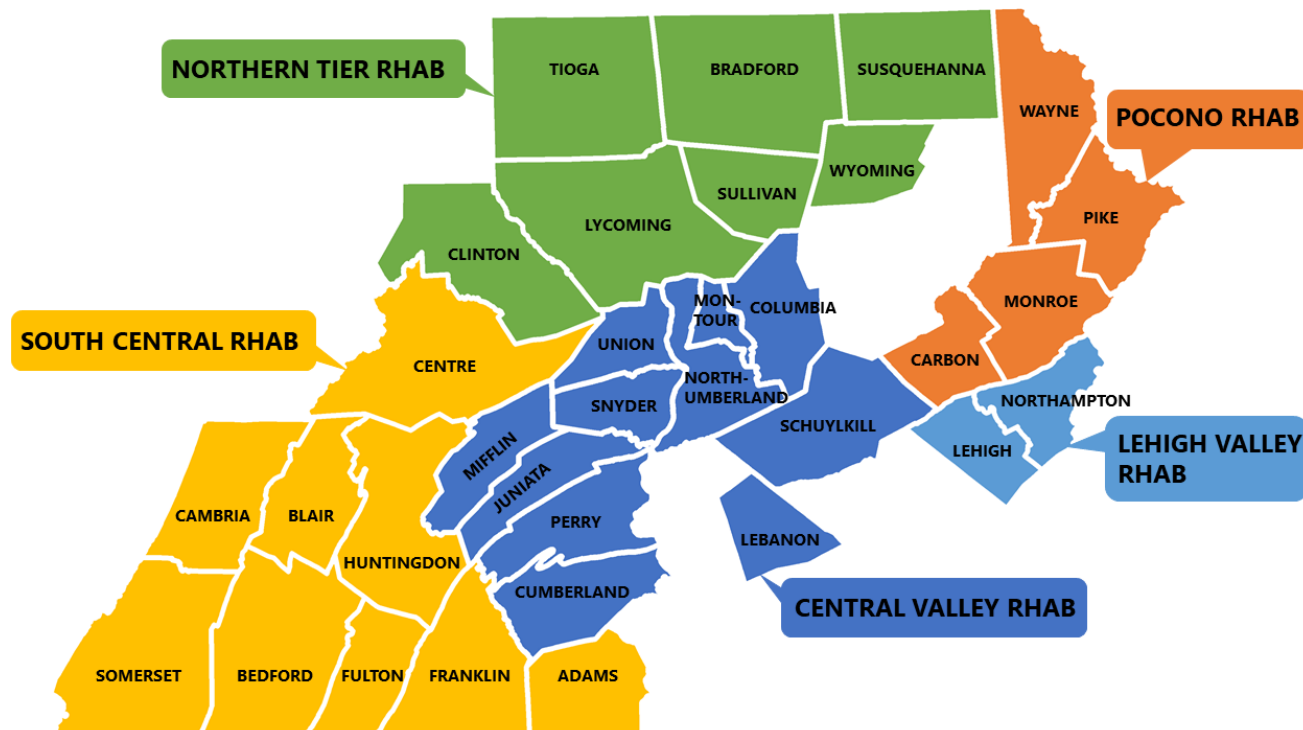 TIOGA
BRADFORD
SUSQUEHANNA
NORTHERN TIER RHAB
WAYNE
POCONO RHAB
WYOMING
SULLIVAN
PIKE
LYCOMING
CLINTON
MON-
TOUR
COLUMBIA
MONROE
SOUTH CENTRAL RHAB
UNION
CENTRE
CARBON
NORTH-
UMBERLAND
SNYDER
NORTHAMPTON
SCHUYLKILL
LEHIGH
LEHIGH VALLEY
RHAB
MIFFLIN
JUNIATA
CAMBRIA
BLAIR
PERRY
LEBANON
HUNTINGDON
CUMBERLAND
CENTRAL VALLEY RHAB
SOMERSET
BEDFORD
FULTON
FRANKLIN
ADAMS